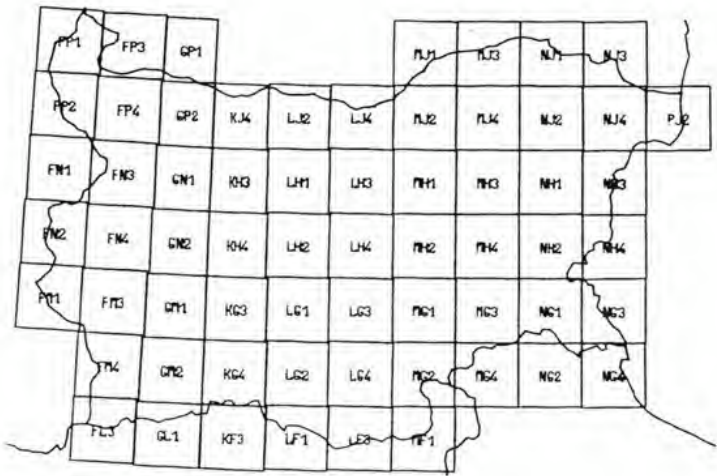 FP1 FP3 GP1 MJ1 MJ3 NJ1 NJ3
FP2 FP4 GP2 KJ4 LJ2 LJ4 MJ2 MJ4 NJ2 NJ4 PJ2
FN1 FN3 GN1 KH3 LH1 LH3 MH1 MH3 NH1 NH3
FN2 FN4 GN2 KH4 LH2 LH4 MH2 MH4 NH2 NH4
FM1 FM3 GM1 KG3 LG1 LG3 MG1 MG3 NG1 NG3
FM4 GM2 KG4 LG2 LG4 MG2 MG4 NG2 NG4
FL3 GL1 KF3 LF1 LF3 MF1